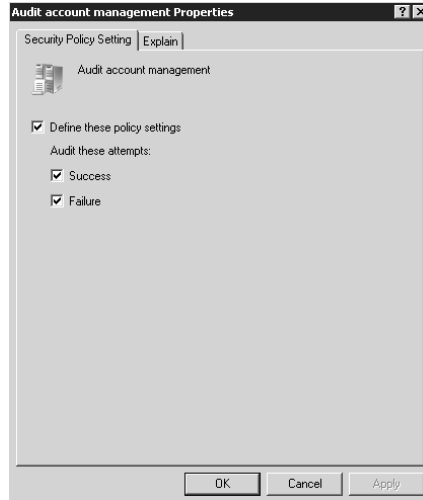 Audit account management Properties
Security Policy Setting
Explain
Audit account management
Define these policy settings
Audit these attempts:
Success
Failure
OK
Cancel
Apply